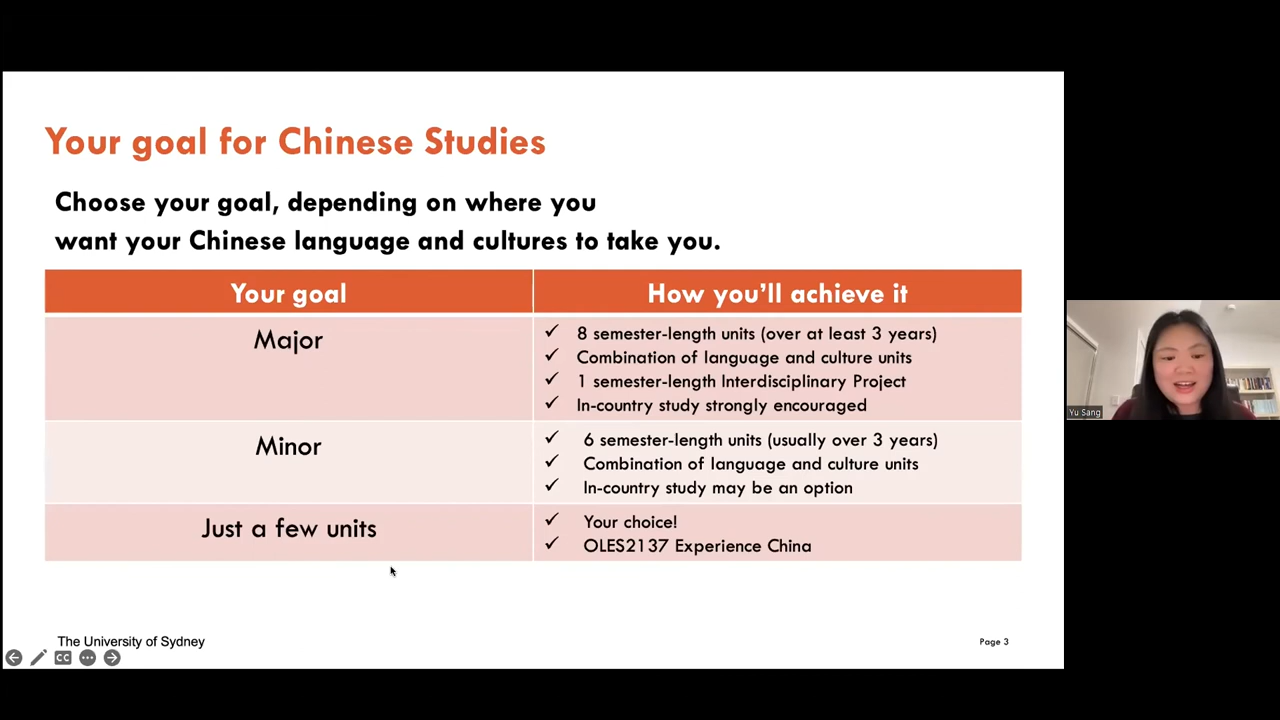 Your goal for Chinese Studies
Choose your goal, depending on where you
want your Chinese language and cultures to take you.
Your goal
How you'll achieve it
Major
✓ 8 semester-length units (over at least 3 years)
✓ Combination of language and culture units
✓ 1 semester-length Interdisciplinary Project
✓ In-country study strongly encouraged
Minor
✓ 6 semester-length units (usually over 3 years)
✓ Combination of language and culture units
✓ In-country study may be an option
Just a few units
✓ Your choice!
✓ OLES2137 Experience China
Yu Sang
The University of Sydney
Page 3
CC